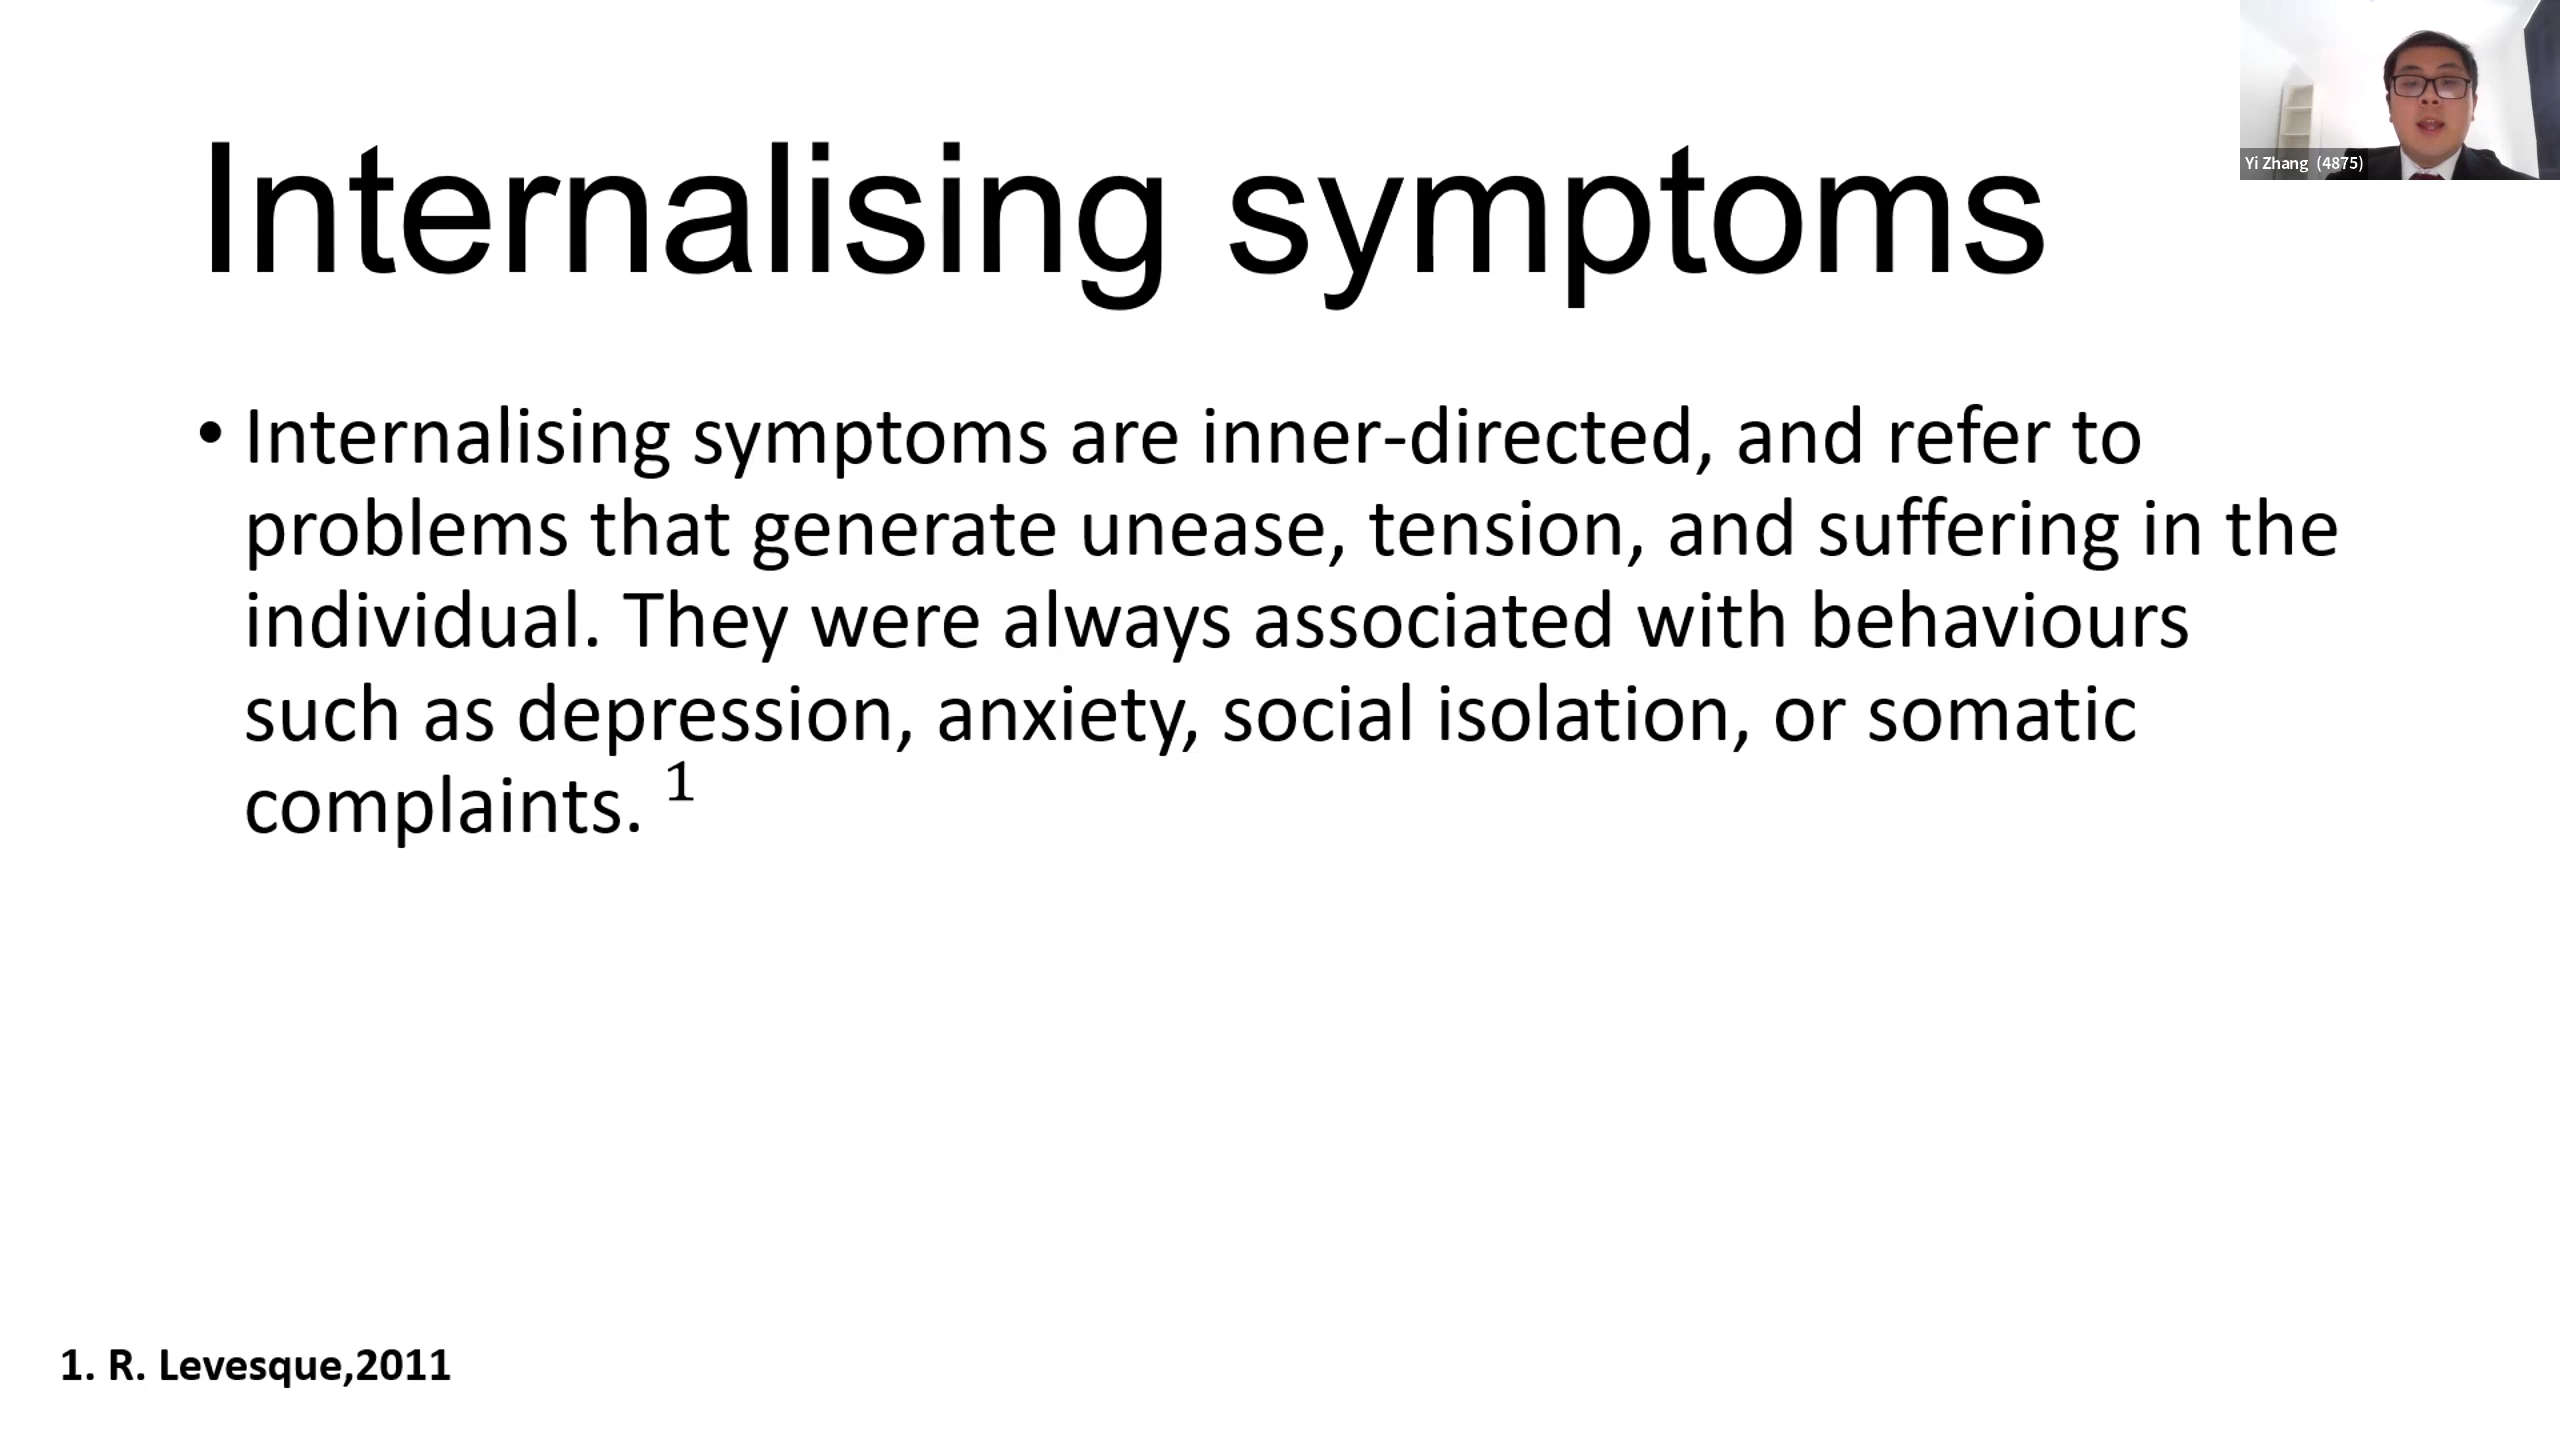 Yi Zhang (4875)
Internalising symptoms
• Internalising symptoms are inner-directed, and refer to
problems that generate unease, tension, and suffering in the
individual. They were always associated with behaviours
such as depression, anxiety, social isolation, or somatic
complaints. 1
1. R. Levesque,2011